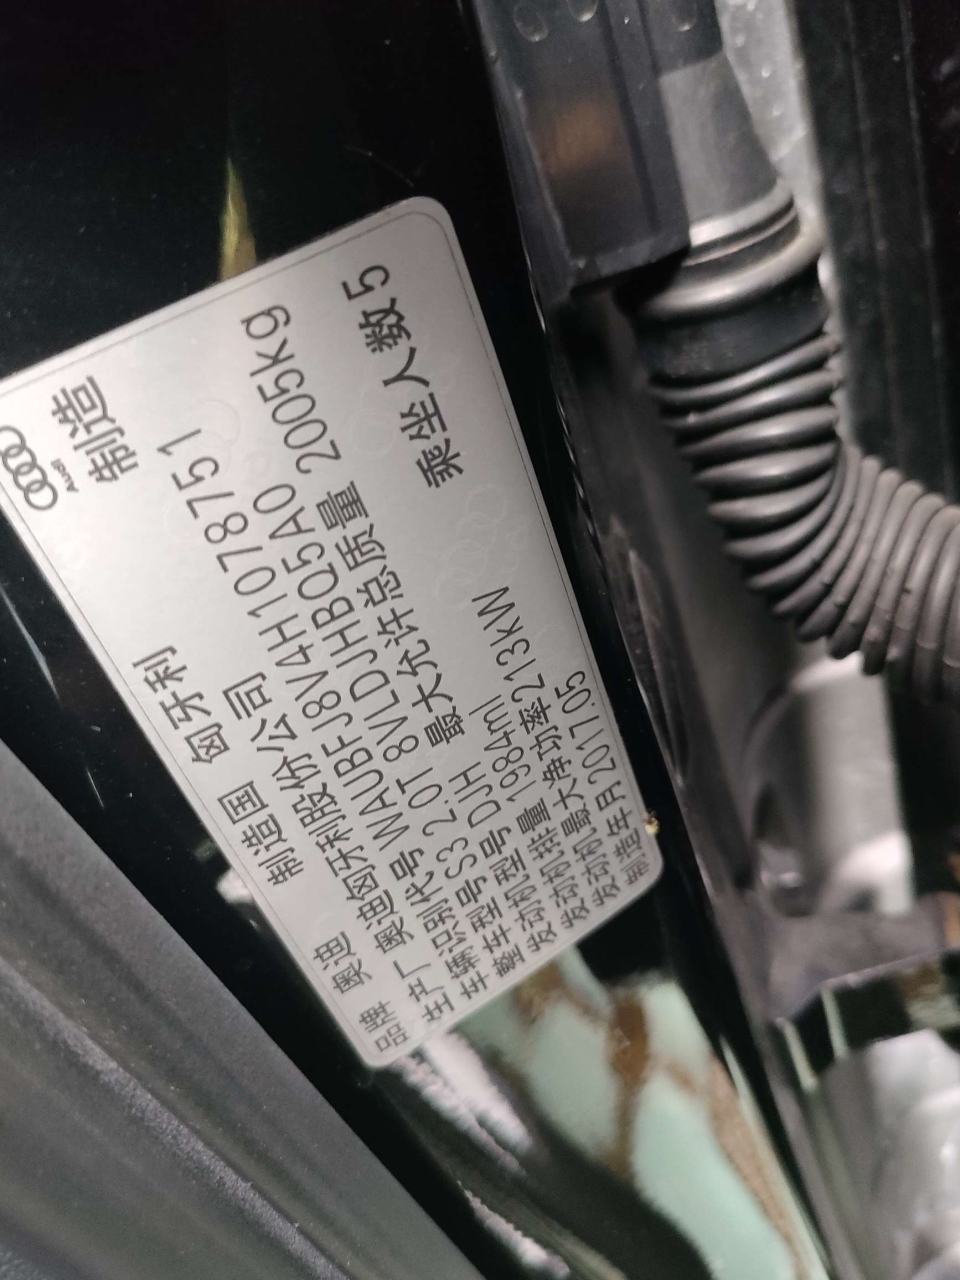 品牌 奥迪 制造国 匈牙利 Audi
生产厂 奥迪匈牙利股份公司 制造
车辆识别代号 WAUBFJ8V4H1078751
整车型号 S3 2.0T 8VLDJHBQ5A0
发动机型号 DJH 最大允许总质量 2005kg
发动机排量 1984ml 乘坐人数 5
发动机最大净功率 213kW
制造年月 2017.05